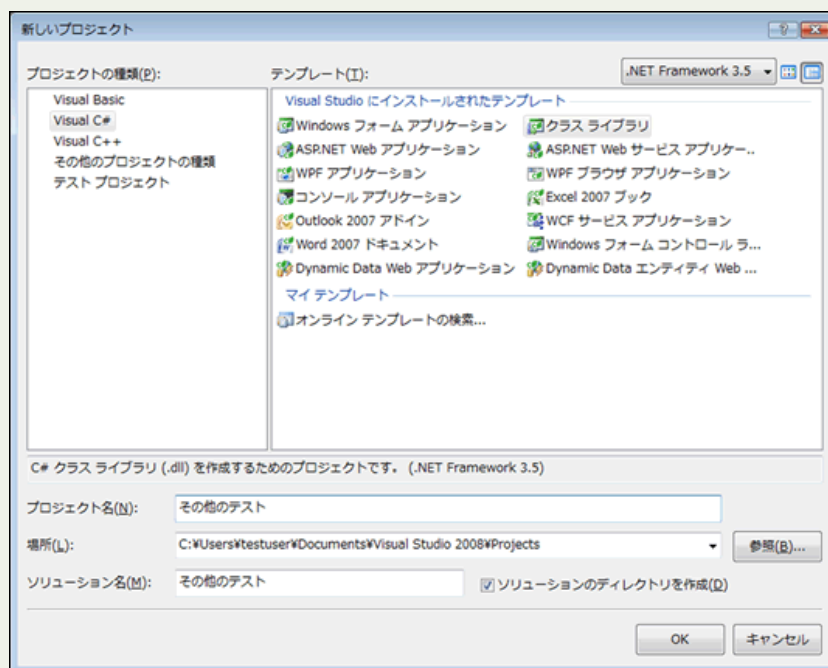 新しいプロジェクト
プロジェクトの種類(P):
テンプレート(T):
.NET Framework 3.5
Visual Basic
Visual C#
Visual C++
その他のプロジェクトの種類
テスト プロジェクト
Visual Studio にインストールされたテンプレート
Windows フォーム アプリケーション
クラス ライブラリ
ASP.NET Web アプリケーション
ASP.NET Web サービス アプリケー..
WPF アプリケーション
WPF ブラウザ アプリケーション
コンソール アプリケーション
Excel 2007 ブック
Outlook 2007 アドイン
WCF サービス アプリケーション
Word 2007 ドキュメント
Windows フォーム コントロール ラ...
Dynamic Data Web アプリケーション
Dynamic Data エンティティ Web ...
マイ テンプレート
オンライン テンプレートの検索...
C# クラス ライブラリ (.dll) を作成するためのプロジェクトです。 (.NET Framework 3.5)
プロジェクト名(N):
その他のテスト
場所(L):
C:¥Users¥testuser¥Documents¥Visual Studio 2008¥Projects
参照(B)...
ソリューション名(M):
その他のテスト
ソリューションのディレクトリを作成(D)
OK
キャンセル